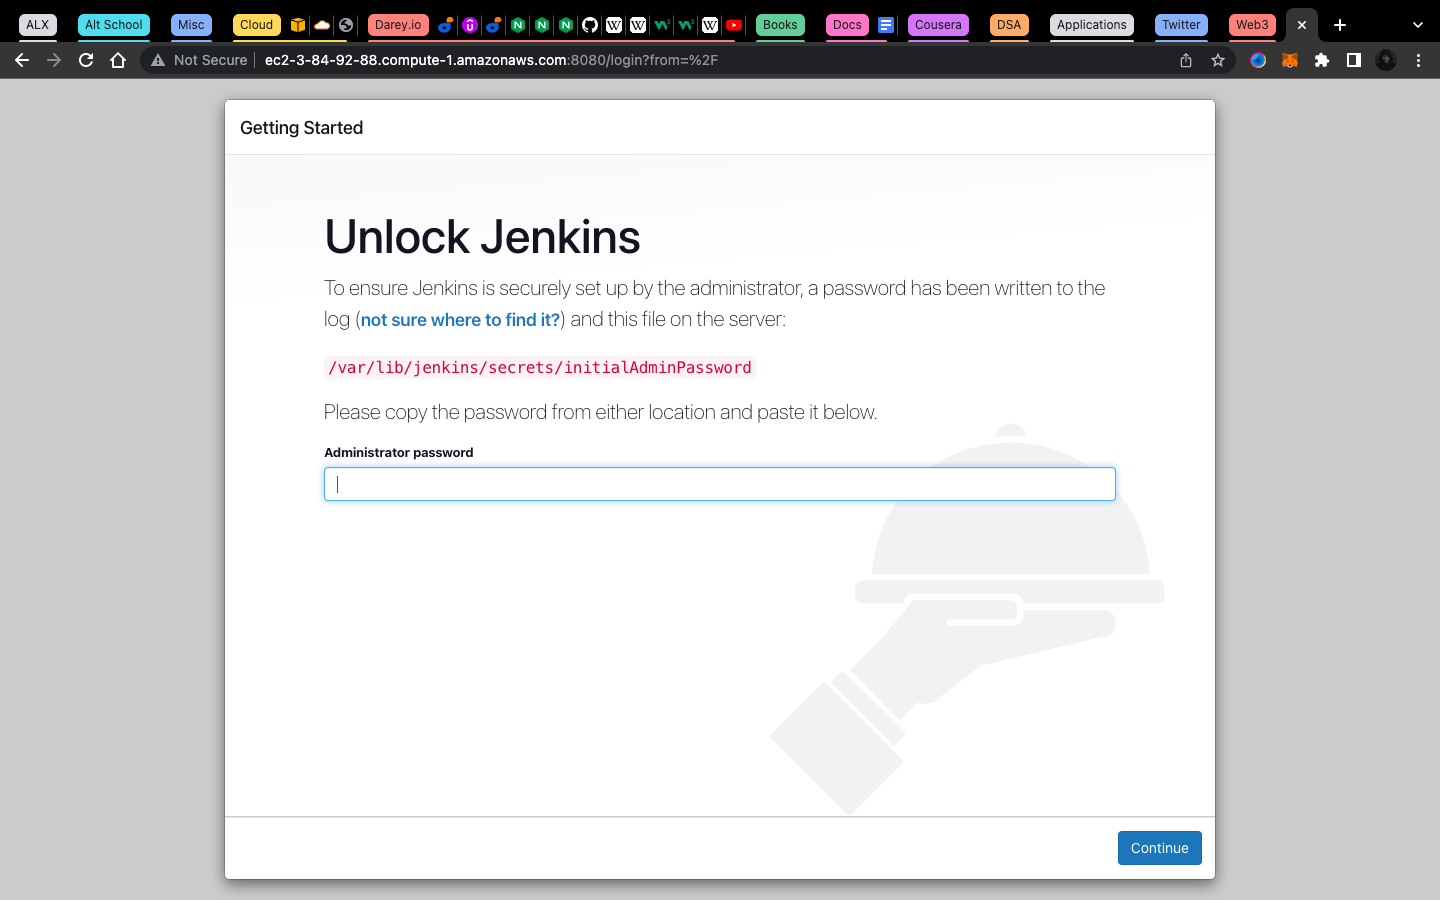 ALX Alt School Misc Cloud Darey.io Books Docs Cousera DSA Applications Twitter Web3
Not Secure ec2-3-84-92-88.compute-1.amazonaws.com:8080/login?from=%2F
Getting Started
Unlock Jenkins
To ensure Jenkins is securely set up by the administrator, a password has been written to the
log (not sure where to find it?) and this file on the server:
/var/lib/jenkins/secrets/initialAdminPassword
Please copy the password from either location and paste it below.
Administrator password
Continue